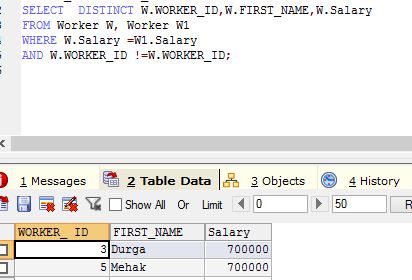 SELECT DISTINCT W.WORKER_ID,W.FIRST_NAME,W.Salary
FROM Worker W, Worker W1
WHERE W.Salary =W1.Salary
AND W.WORKER_ID !=W.WORKER_ID;
1 Messages 2 Table Data 3 Objects 4 History
Show All Or Limit 0 50 R
WORKER_ID FIRST_NAME Salary
3 Durga 700000
5 Mehak 700000